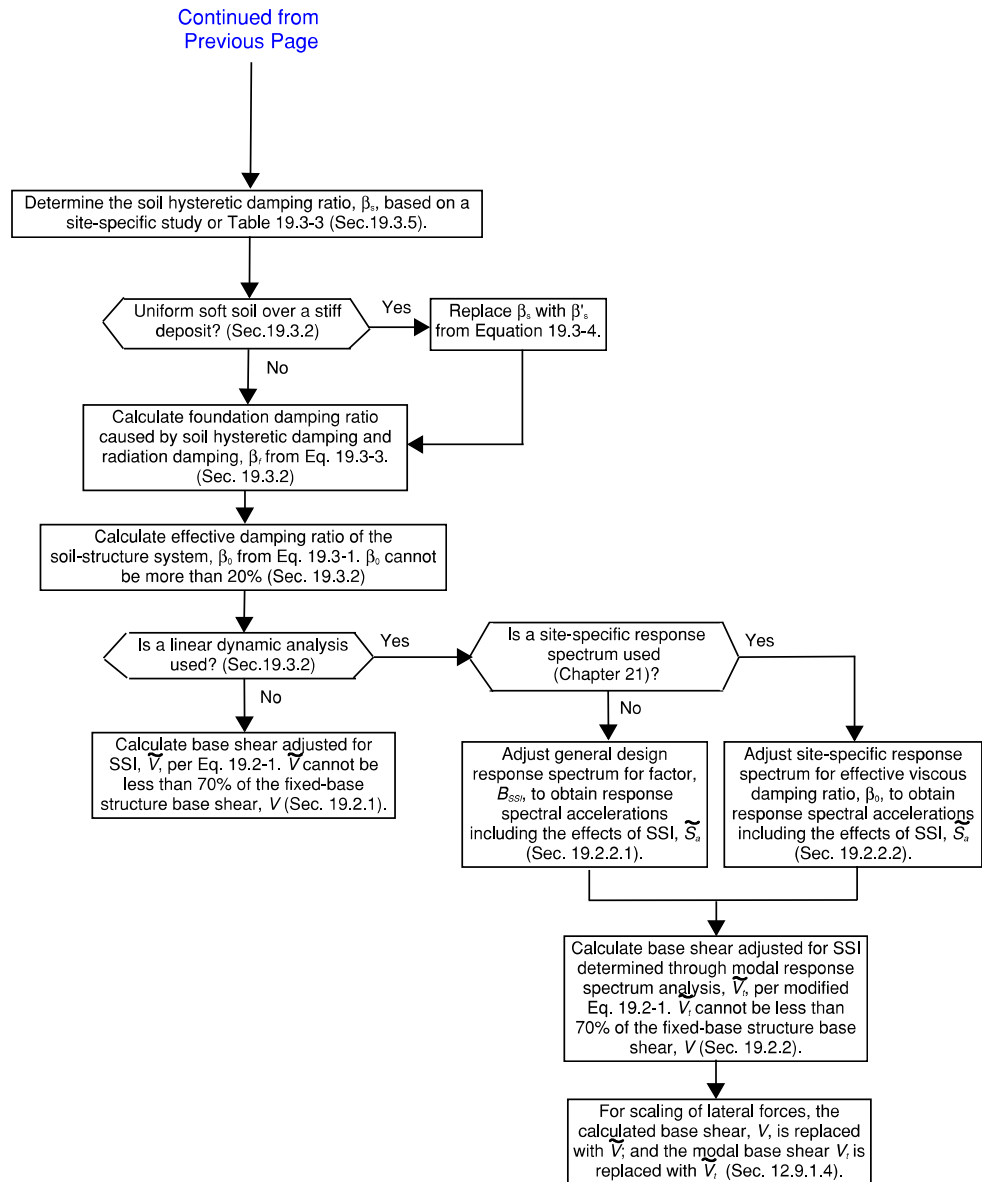 Continued from
Previous Page
Determine the soil hysteretic damping ratio, βs, based on a
site-specific study or Table 19.3-3 (Sec.19.3.5).
Uniform soft soil over a stiff
deposit? (Sec.19.3.2)
Yes
Replace βs with β's
from Equation 19.3-4.
No
Calculate foundation damping ratio
caused by soil hysteretic damping and
radiation damping, βf from Eq. 19.3-3.
(Sec. 19.3.2)
Calculate effective damping ratio of the
soil-structure system, β0 from Eq. 19.3-1. β0 cannot
be more than 20% (Sec. 19.3.2)
Is a linear dynamic analysis
used? (Sec.19.3.2)
Yes
Is a site-specific response
spectrum used
(Chapter 21)?
Yes
No
No
Calculate base shear adjusted for
SSI, Ṽ, per Eq. 19.2-1. Ṽ cannot be
less than 70% of the fixed-base
structure base shear, V (Sec. 19.2.1).
Adjust general design
response spectrum for factor,
BSSI, to obtain response
spectral accelerations
including the effects of SSI, S̃a
(Sec. 19.2.2.1).
Adjust site-specific response
spectrum for effective viscous
damping ratio, β0, to obtain
response spectral accelerations
including the effects of SSI, S̃a
(Sec. 19.2.2.2).
Calculate base shear adjusted for SSI
determined through modal response
spectrum analysis, Ṽt, per modified
Eq. 19.2-1. Ṽt cannot be less than
70% of the fixed-base structure base
shear, V (Sec. 19.2.2).
For scaling of lateral forces, the
calculated base shear, V, is replaced
with Ṽ; and the modal base shear Vt is
replaced with Ṽt (Sec. 12.9.1.4).